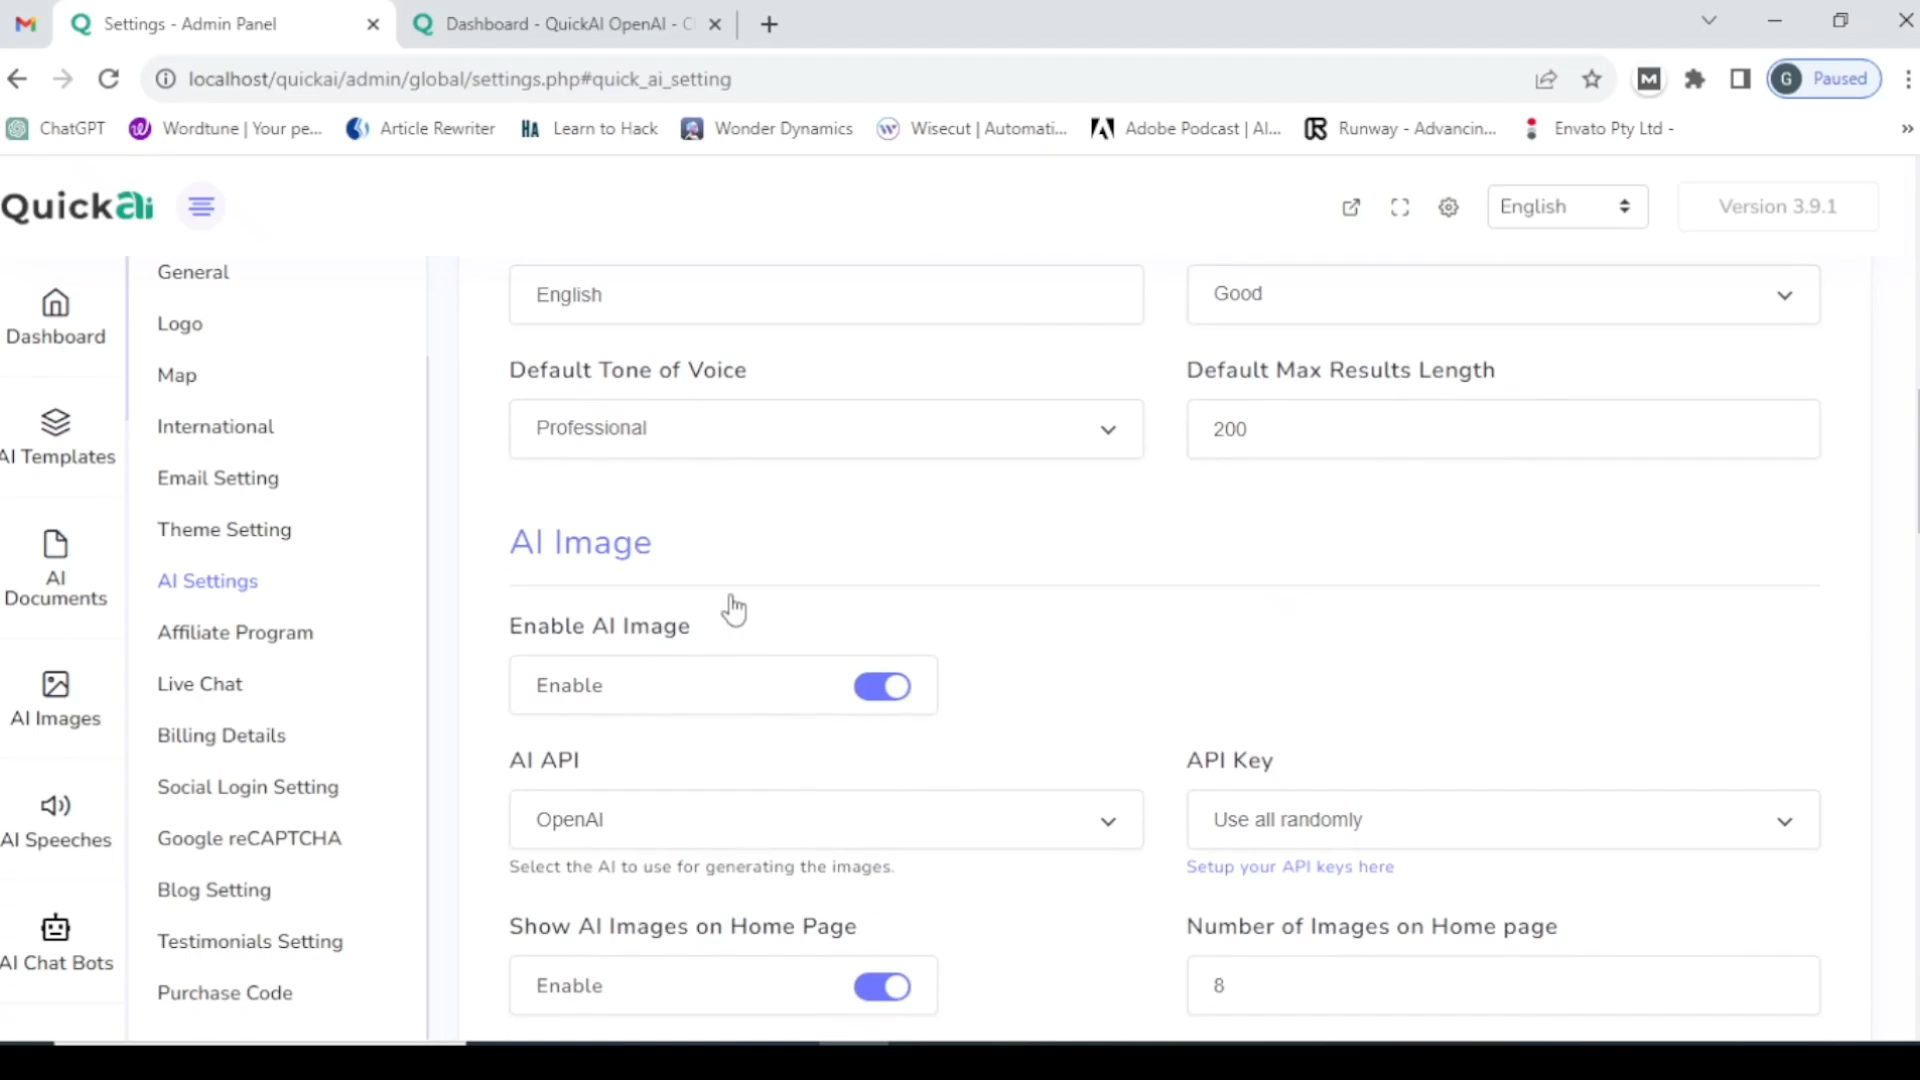 Settings - Admin Panel
Dashboard - QuickAI OpenAI - C
localhost/quickai/admin/global/settings.php#quick_ai_setting
G Paused
ChatGPT
Wordtune | Your pe...
Article Rewriter
HA Learn to Hack
Wonder Dynamics
Wisecut | Automati...
Adobe Podcast | AI...
Runway - Advancin...
Envato Pty Ltd -
QuickAi
English
Version 3.9.1
Dashboard
AI Templates
AI
Documents
AI Images
AI Speeches
AI Chat Bots
General
Logo
Map
International
Email Setting
Theme Setting
AI Settings
Affiliate Program
Live Chat
Billing Details
Social Login Setting
Google reCAPTCHA
Blog Setting
Testimonials Setting
Purchase Code
English
Good
Default Tone of Voice
Default Max Results Length
Professional
200
AI Image
Enable AI Image
Enable
AI API
API Key
OpenAI
Use all randomly
Select the AI to use for generating the images.
Setup your API keys here
Show AI Images on Home Page
Number of Images on Home page
Enable
8